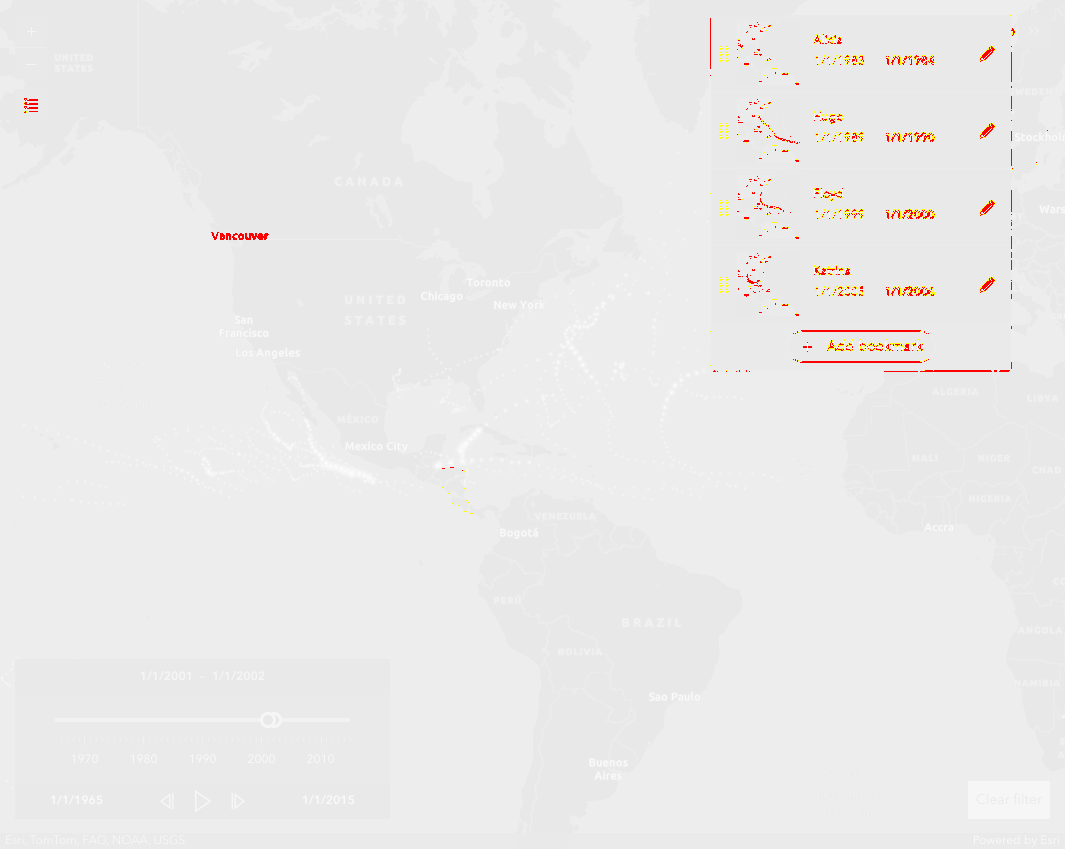 UNITED
STATES
Alicia
1/1/1983 1/1/1984
SWEDEN
Hugo
1/1/1989 1/1/1990
Stockholm
CANADA
Floyd
1/1/1999 1/1/2000
Vancouver
Katrina
1/1/2005 1/1/2006
Toronto
Chicago
New York
UNITED
STATES
San
Francisco
Los Angeles
Add bookmark
ALGERIA
LIBYA
MÉXICO
Mexico City
MALI
NIGER
CHAD
NIGERIA
VENEZUELA
Accra
Bogotá
PERU
BRAZIL
ANGOLA
BOLIVIA
1/1/2001 - 1/1/2002
NAMIBIA
Sao Paulo
1970 1980 1990 2000 2010
Buenos
Aires
1/1/1965 1/1/2015
Clear filter
Esri, TomTom, FAO, NOAA, USGS
Powered by Esri